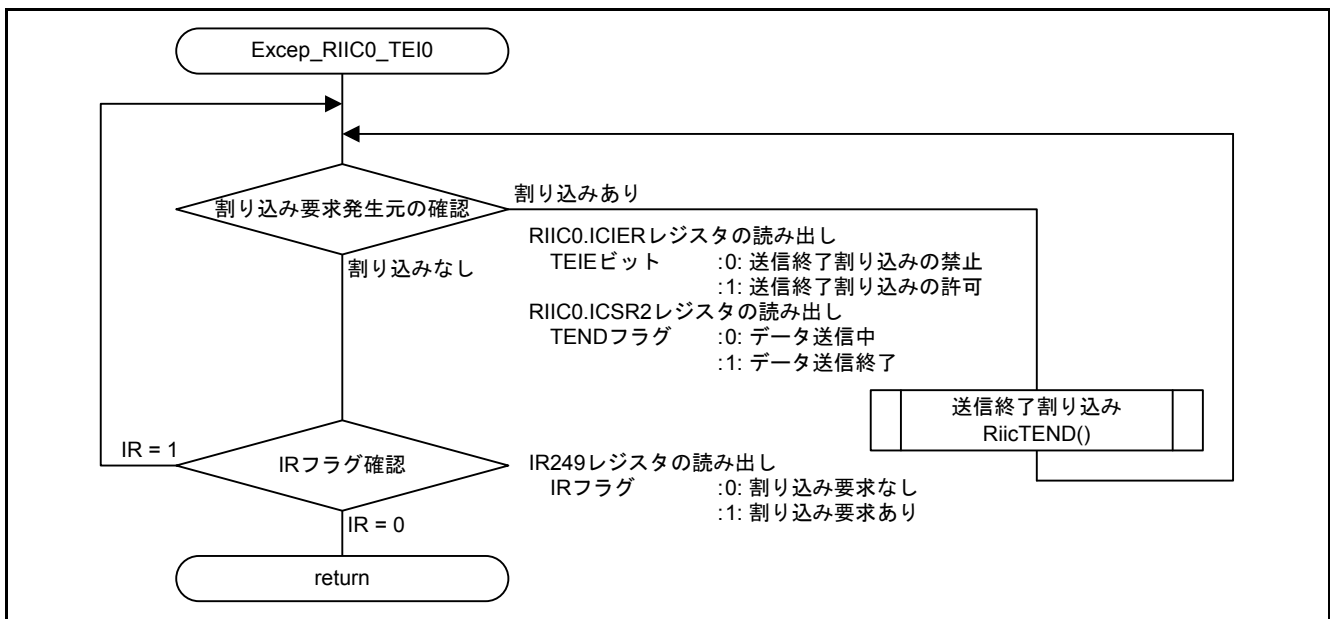 Excep_RIIC0_TEI0
割り込み要求発生元の確認
割り込みあり
割り込みなし
RIIC0.ICIERレジスタの読み出し
TEIEビット :0: 送信終了割り込みの禁止
:1: 送信終了割り込みの許可
RIIC0.ICSR2レジスタの読み出し
TENDフラグ :0: データ送信中
:1: データ送信終了
送信終了割り込み
RiicTEND()
IR = 1
IRフラグ確認
IR249レジスタの読み出し
IRフラグ :0: 割り込み要求なし
:1: 割り込み要求あり
IR = 0
return